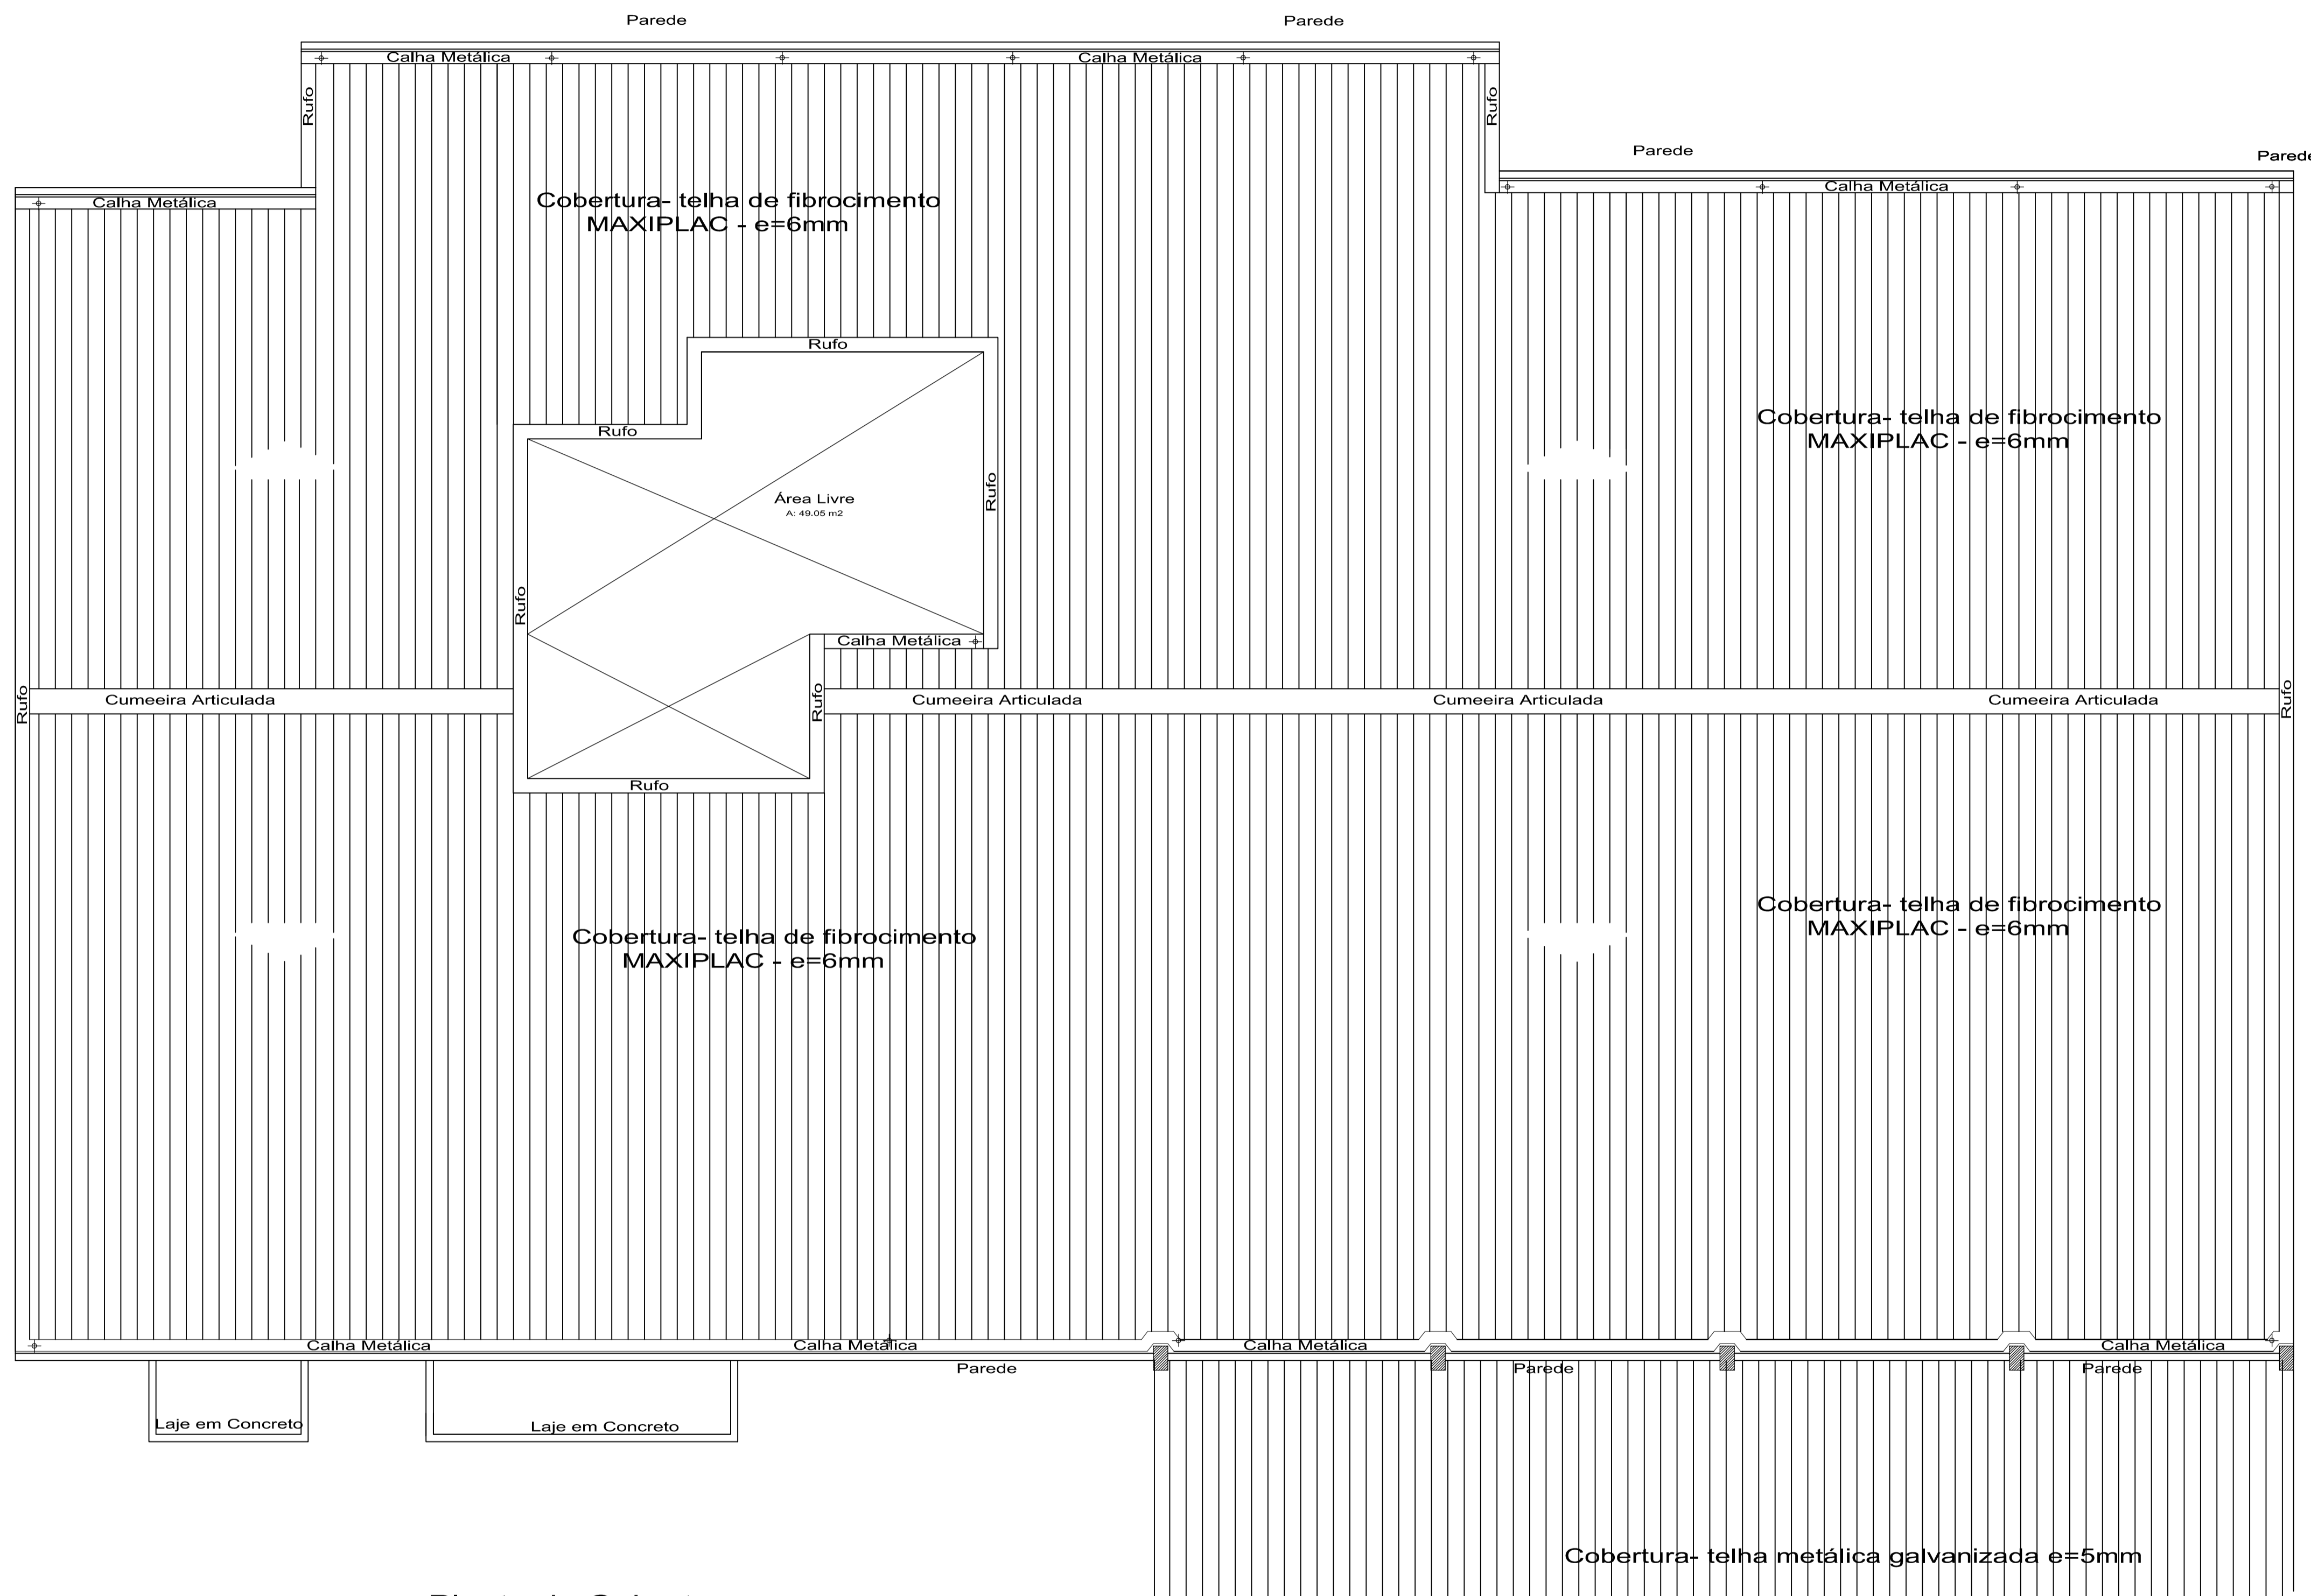 Parede
Parede
Calha Metálica
Calha Metálica
Rufo
Rufo
Parede
Parede
Calha Metálica
Calha Metálica
Cobertura- telha de fibrocimento
MAXIPLAC - e=6mm
Rufo
Rufo
Cobertura- telha de fibrocimento
MAXIPLAC - e=6mm
Área Livre
A: 49.05 m2
Rufo
Rufo
Calha Metálica
Rufo
Cumeeira Articulada
Rufo
Cumeeira Articulada
Cumeeira Articulada
Cumeeira Articulada
Rufo
Rufo
Cobertura- telha de fibrocimento
MAXIPLAC - e=6mm
Cobertura- telha de fibrocimento
MAXIPLAC - e=6mm
Calha Metálica
Calha Metálica
Calha Metálica
Calha Metálica
Parede
Parede
Parede
Laje em Concreto
Laje em Concreto
Cobertura- telha metálica galvanizada e=5mm